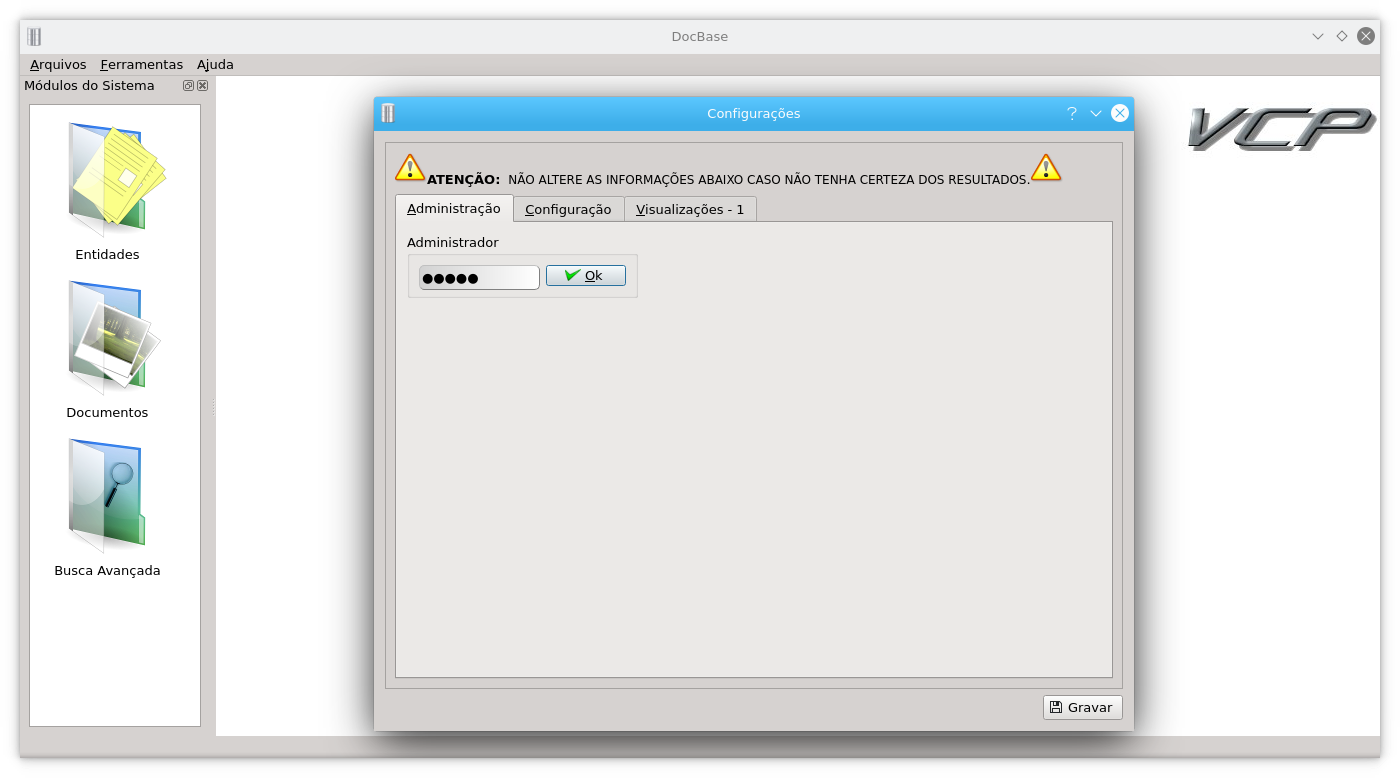 DocBase
Arquivos Ferramentas Ajuda
Módulos do Sistema
Entidades
Documentos
Busca Avançada
VCP
Configurações
ATENÇÃO: NÃO ALTERE AS INFORMAÇÕES ABAIXO CASO NÃO TENHA CERTEZA DOS RESULTADOS.
Administração Configuração Visualizações - 1
Administrador
●●●●● Ok
Gravar